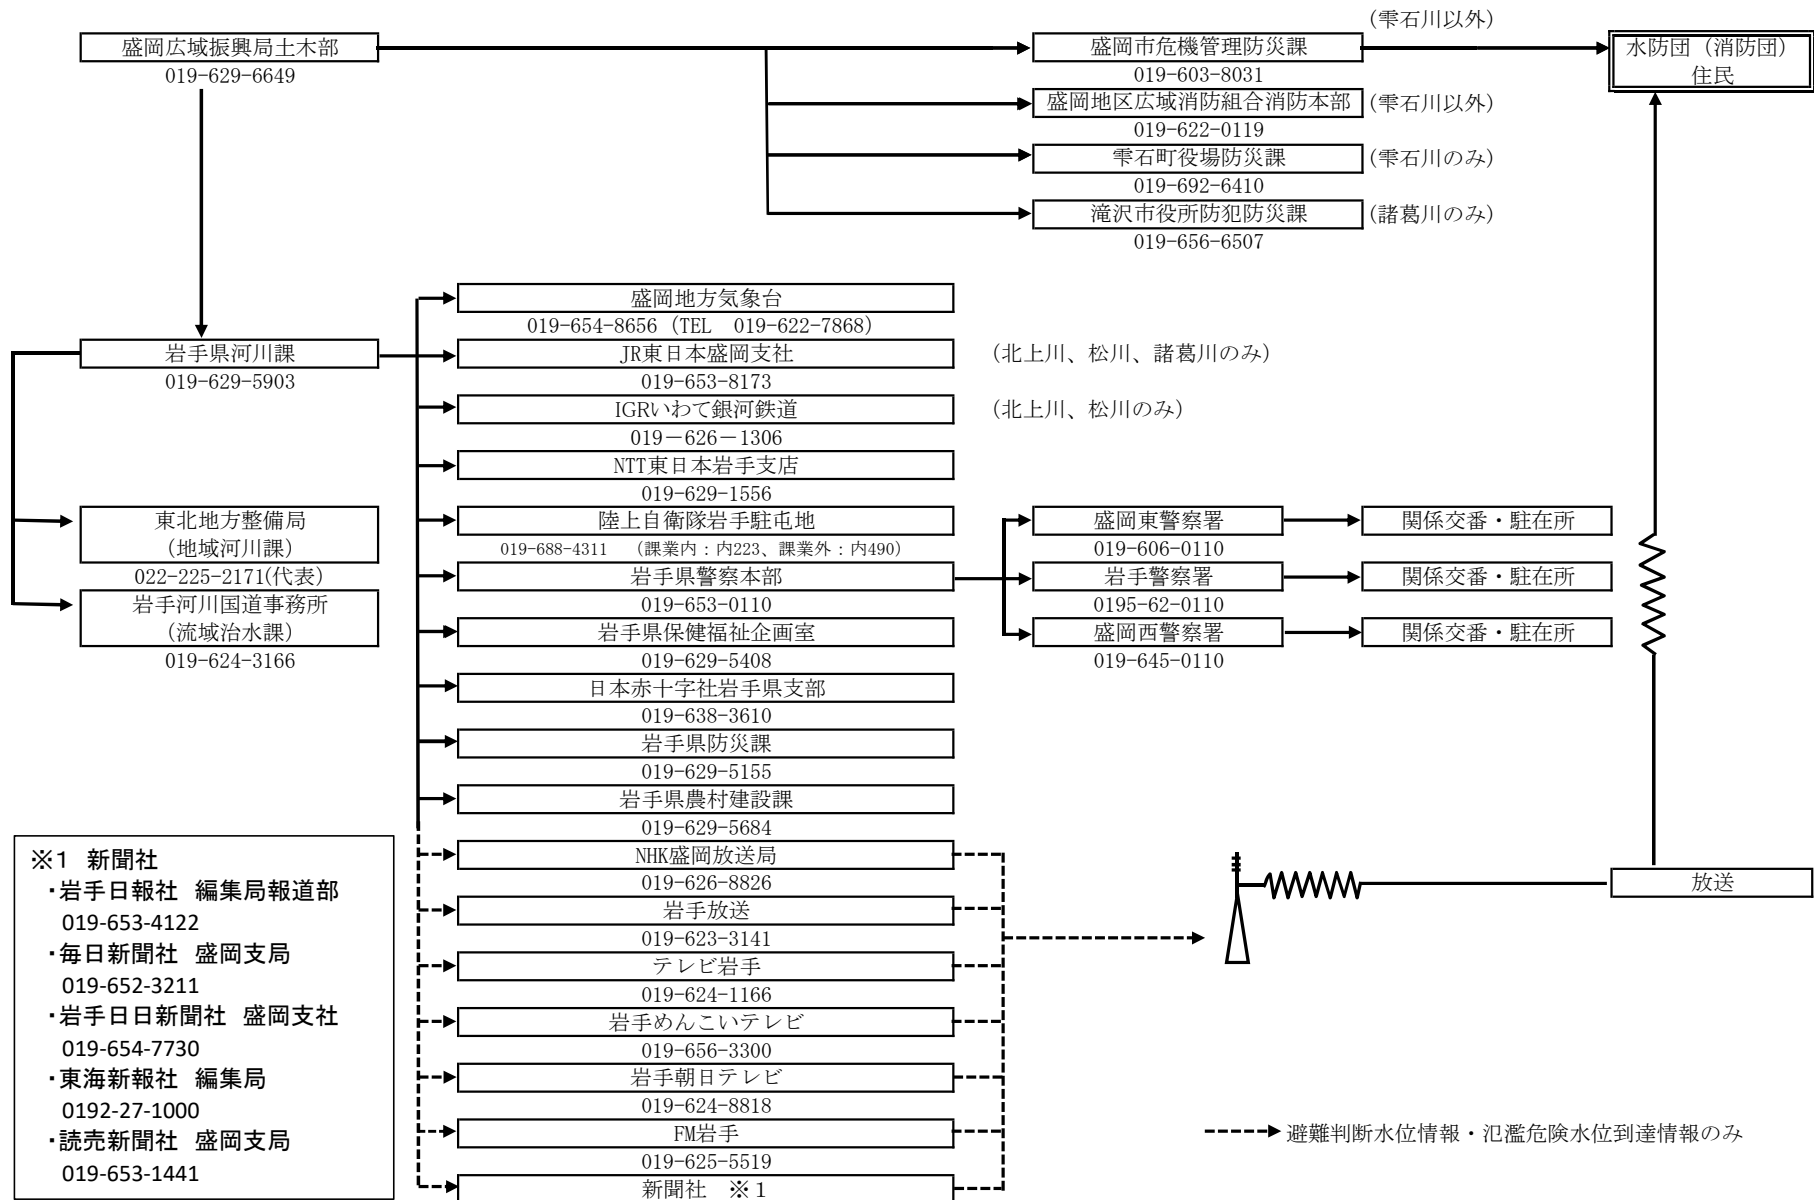 (雫石川以外)
盛岡広域振興局土木部
019-629-6649
盛岡市危機管理防災課
019-603-8031
水防団（消防団）
住民
盛岡地区広域消防組合消防本部
(雫石川以外)
019-622-0119
雫石町役場防災課
(雫石川のみ)
019-692-6410
滝沢市役所防犯防災課
(諸葛川のみ)
019-656-6507
盛岡地方気象台
019-654-8656（TEL　019-622-7868）
岩手県河川課
019-629-5903
JR東日本盛岡支社
(北上川、松川、諸葛川のみ)
019-653-8173
IGRいわて銀河鉄道
(北上川、松川のみ)
019－626－1306
NTT東日本岩手支店
019-629-1556
東北地方整備局
(地域河川課)
022-225-2171(代表)
岩手河川国道事務所
(流域治水課)
019-624-3166
陸上自衛隊岩手駐屯地
019-688-4311　（課業内：内223、課業外：内490）
岩手県警察本部
019-653-0110
盛岡東警察署
019-606-0110
関係交番・駐在所
岩手警察署
0195-62-0110
関係交番・駐在所
盛岡西警察署
019-645-0110
関係交番・駐在所
岩手県保健福祉企画室
019-629-5408
日本赤十字社岩手県支部
019-638-3610
岩手県防災課
019-629-5155
岩手県農村建設課
019-629-5684
NHK盛岡放送局
019-626-8826
岩手放送
019-623-3141
テレビ岩手
019-624-1166
岩手めんこいテレビ
019-656-3300
岩手朝日テレビ
019-624-8818
FM岩手
019-625-5519
新聞社　※１
放送
避難判断水位情報・氾濫危険水位到達情報のみ
※1　新聞社
・岩手日報社　編集局報道部
019-653-4122
・毎日新聞社　盛岡支局
019-652-3211
・岩手日日新聞社　盛岡支社
019-654-7730
・東海新報社　編集局
0192-27-1000
・読売新聞社　盛岡支局
019-653-1441